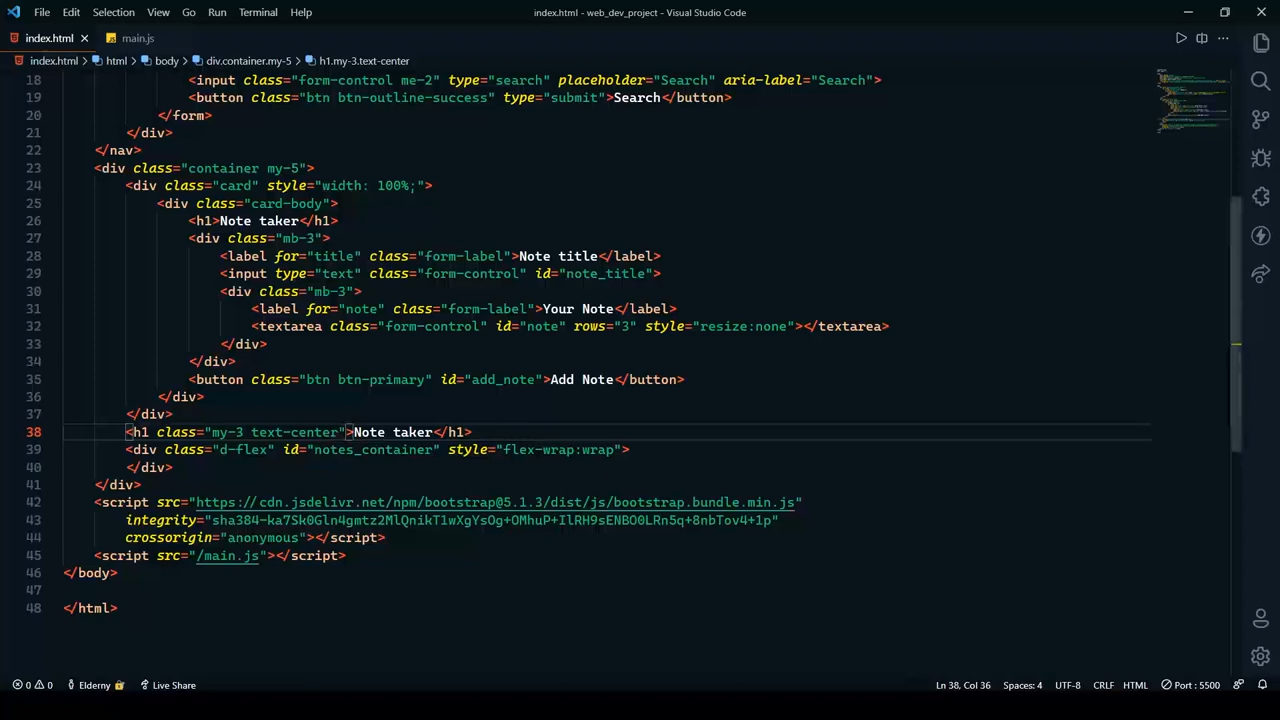 File Edit Selection View Go Run Terminal Help
index.html - web_dev_project - Visual Studio Code
index.html
main.js
index.html > html > body > div.container.my-5 > h1.my-3.text-center
18 <input class="form-control me-2" type="search" placeholder="Search" aria-label="Search">
19 <button class="btn btn-outline-success" type="submit">Search</button>
20 </form>
21 </div>
22 </nav>
23 <div class="container my-5">
24 <div class="card" style="width: 100%;">
25 <div class="card-body">
26 <h1>Note taker</h1>
27 <div class="mb-3">
28 <label for="title" class="form-label">Note title</label>
29 <input type="text" class="form-control" id="note_title">
30 <div class="mb-3">
31 <label for="note" class="form-label">Your Note</label>
32 <textarea class="form-control" id="note" rows="3" style="resize:none"></textarea>
33 </div>
34 </div>
35 <button class="btn btn-primary" id="add_note">Add Note</button>
36 </div>
37 </div>
38 <h1 class="my-3 text-center">Note taker</h1>
39 <div class="d-flex" id="notes_container" style="flex-wrap:wrap">
40 </div>
41 </div>
42 <script src="https://cdn.jsdelivr.net/npm/bootstrap@5.1.3/dist/js/bootstrap.bundle.min.js"
43 integrity="sha384-ka7Sk0Gln4gmtz2MlQnikT1wXgYsOg+OMhuP+IlRH9sENBO0LRn5q+8nbTov4+1p"
44 crossorigin="anonymous"></script>
45 <script src="/main.js"></script>
46 </body>
47
48 </html>
0 0 Elderny Live Share
Ln 38, Col 36 Spaces: 4 UTF-8 CRLF HTML Port : 5500